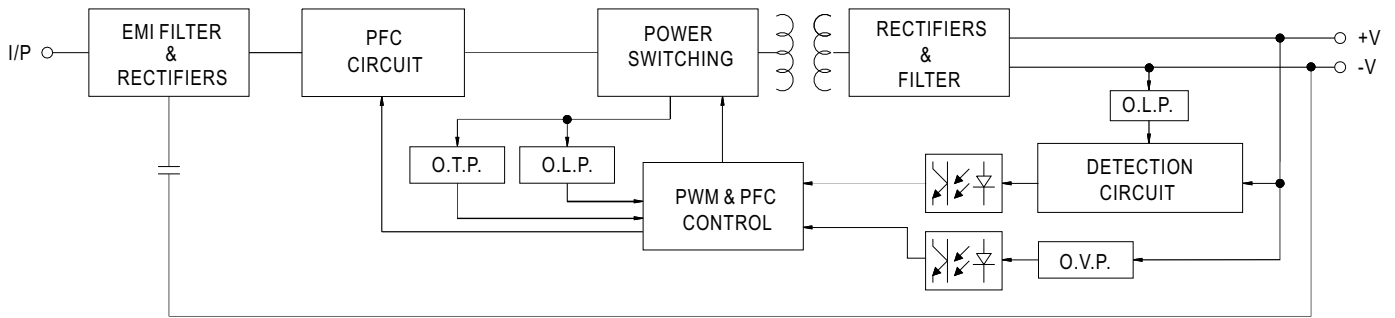 I/P
EMI FILTER
&
RECTIFIERS
PFC
CIRCUIT
POWER
SWITCHING
RECTIFIERS
&
FILTER
+V
-V
O.L.P.
O.T.P.
O.L.P.
PWM & PFC
CONTROL
DETECTION
CIRCUIT
O.V.P.